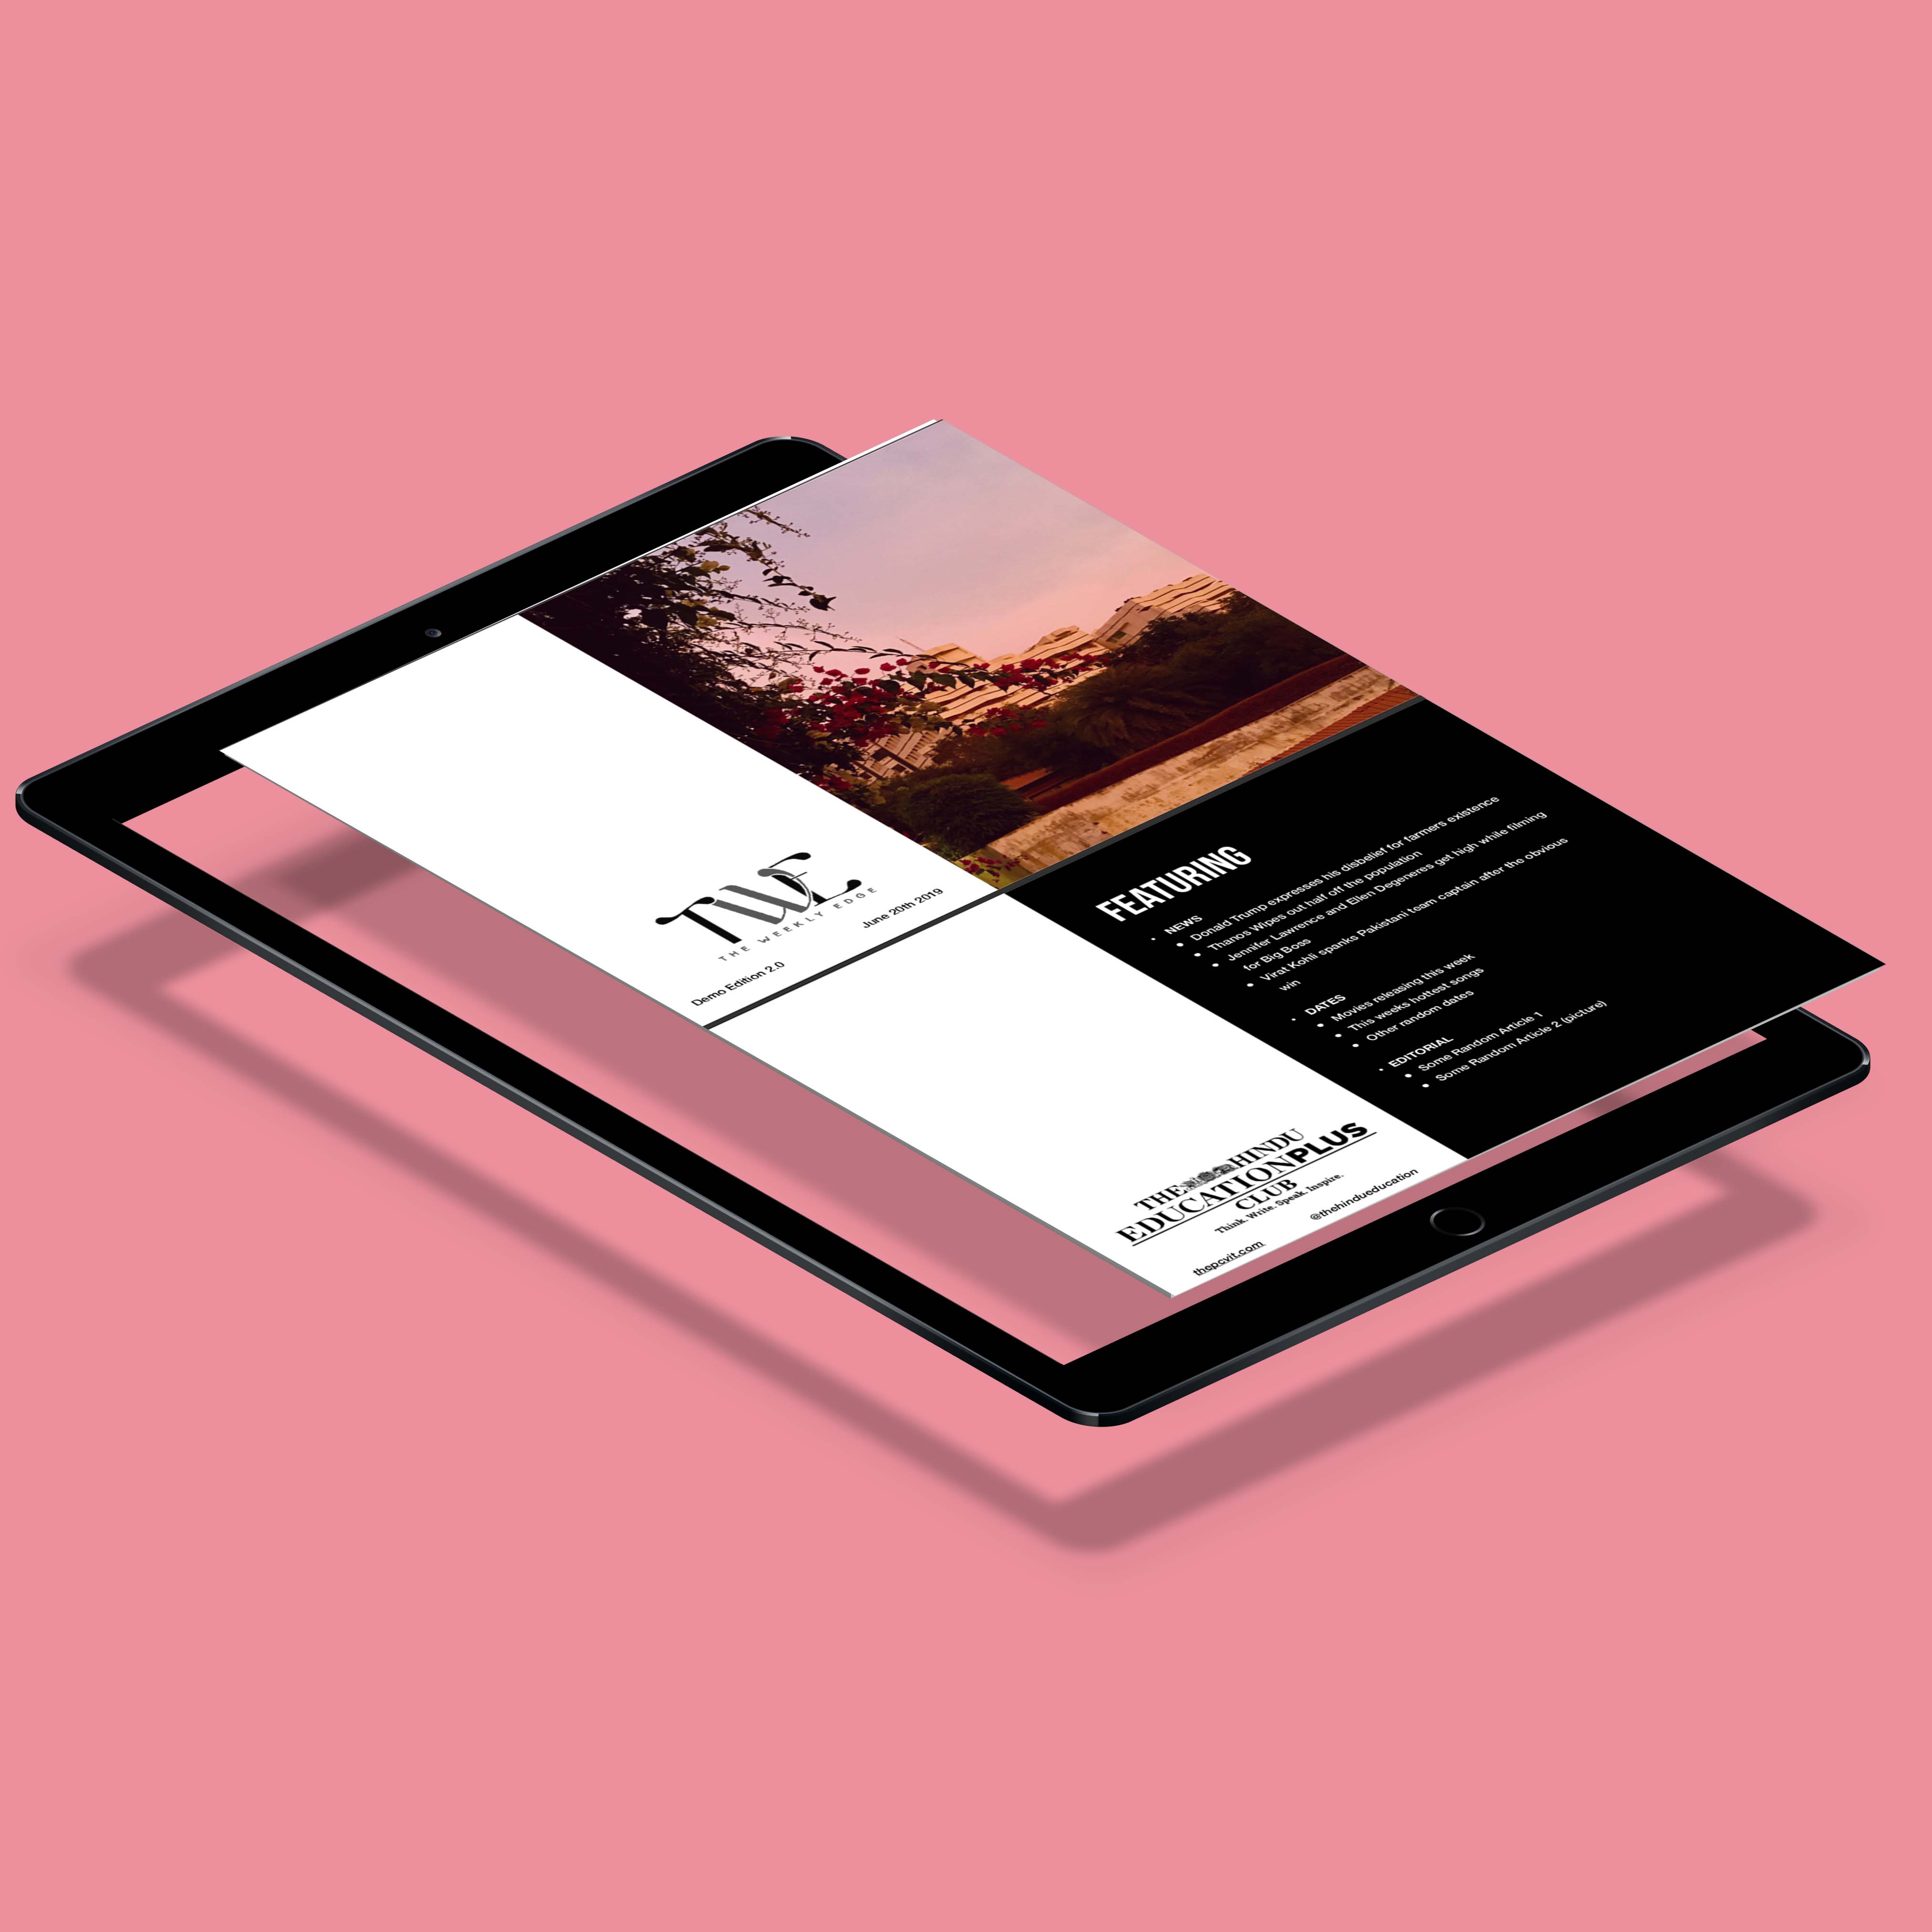 TWE
THE WEEKLY EDGE
Demo Edition 2.0
June 20th 2019
FEATURING
• NEWS
• Donald Trump expresses his disbelief for farmers existence
• Thanos Wipes out half off the population
• Jennifer Lawrence and Ellen Degeneres get high while filming
for Big Boss
• Virat Kohli spanks Pakistani team captain after the obvious
win
• DATES
• Movies releasing this week
• This weeks hottest songs
• Other random dates
• EDITORIAL
• Some Random Article 1
• Some Random Article 2 (picture)
THE HINDU
EDUCATIONPLUS
CLUB
Think. Write. Speak. Inspire.
thepcvit.com
@thehindueducation